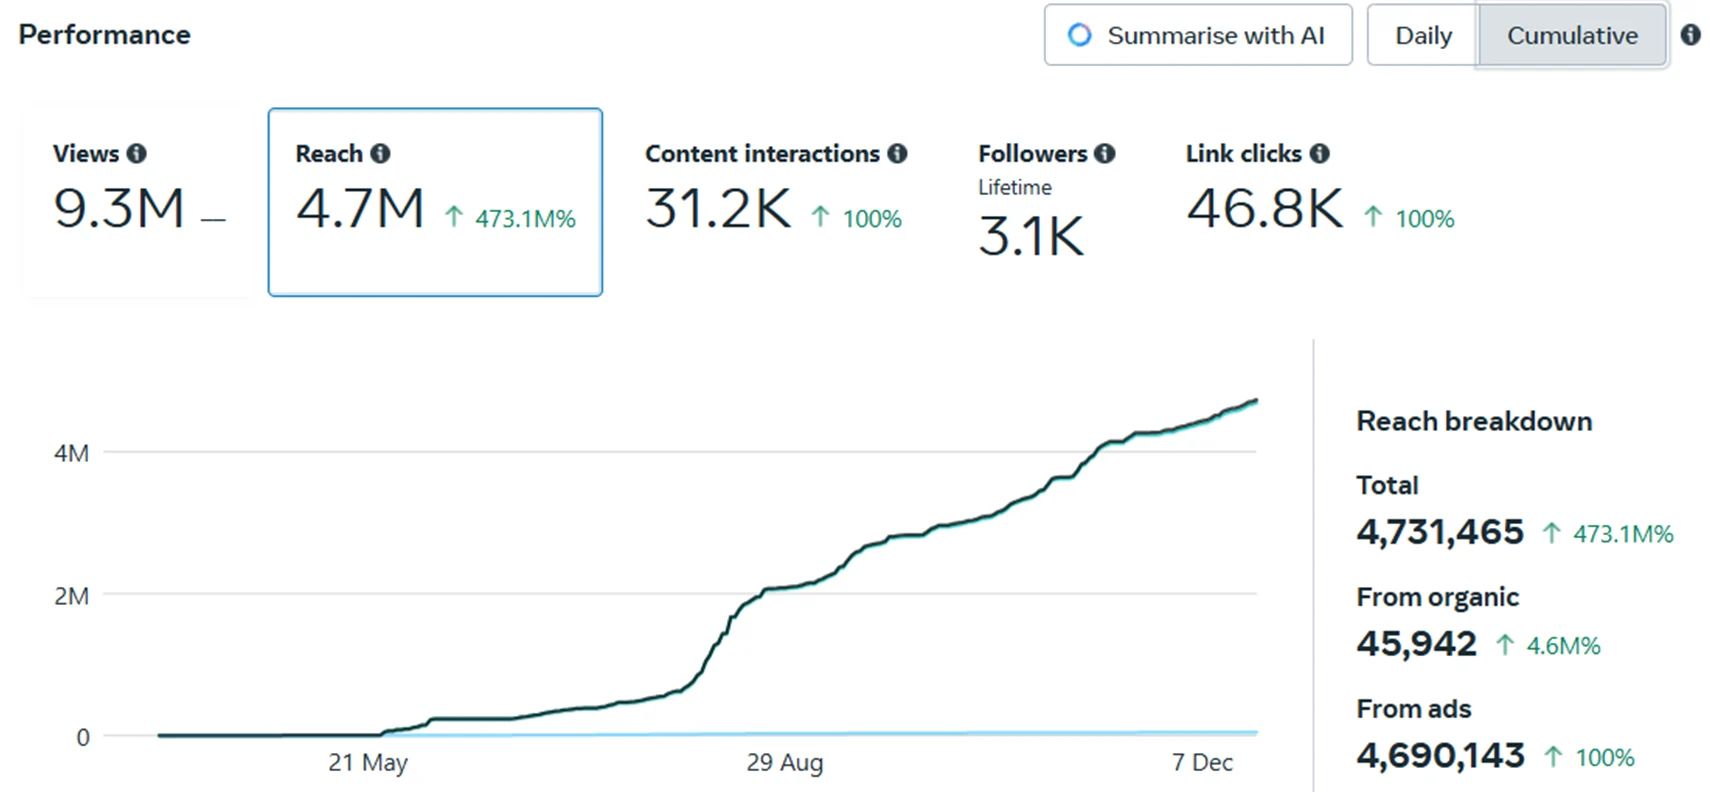 Performance
Summarise with AI
Daily
Cumulative
Views
9.3M --
Reach
4.7M ↑ 473.1M%
Content interactions
31.2K ↑ 100%
Followers
Lifetime
3.1K
Link clicks
46.8K ↑ 100%
4M
2M
0
21 May
29 Aug
7 Dec
Reach breakdown
Total
4,731,465 ↑ 473.1M%
From organic
45,942 ↑ 4.6M%
From ads
4,690,143 ↑ 100%